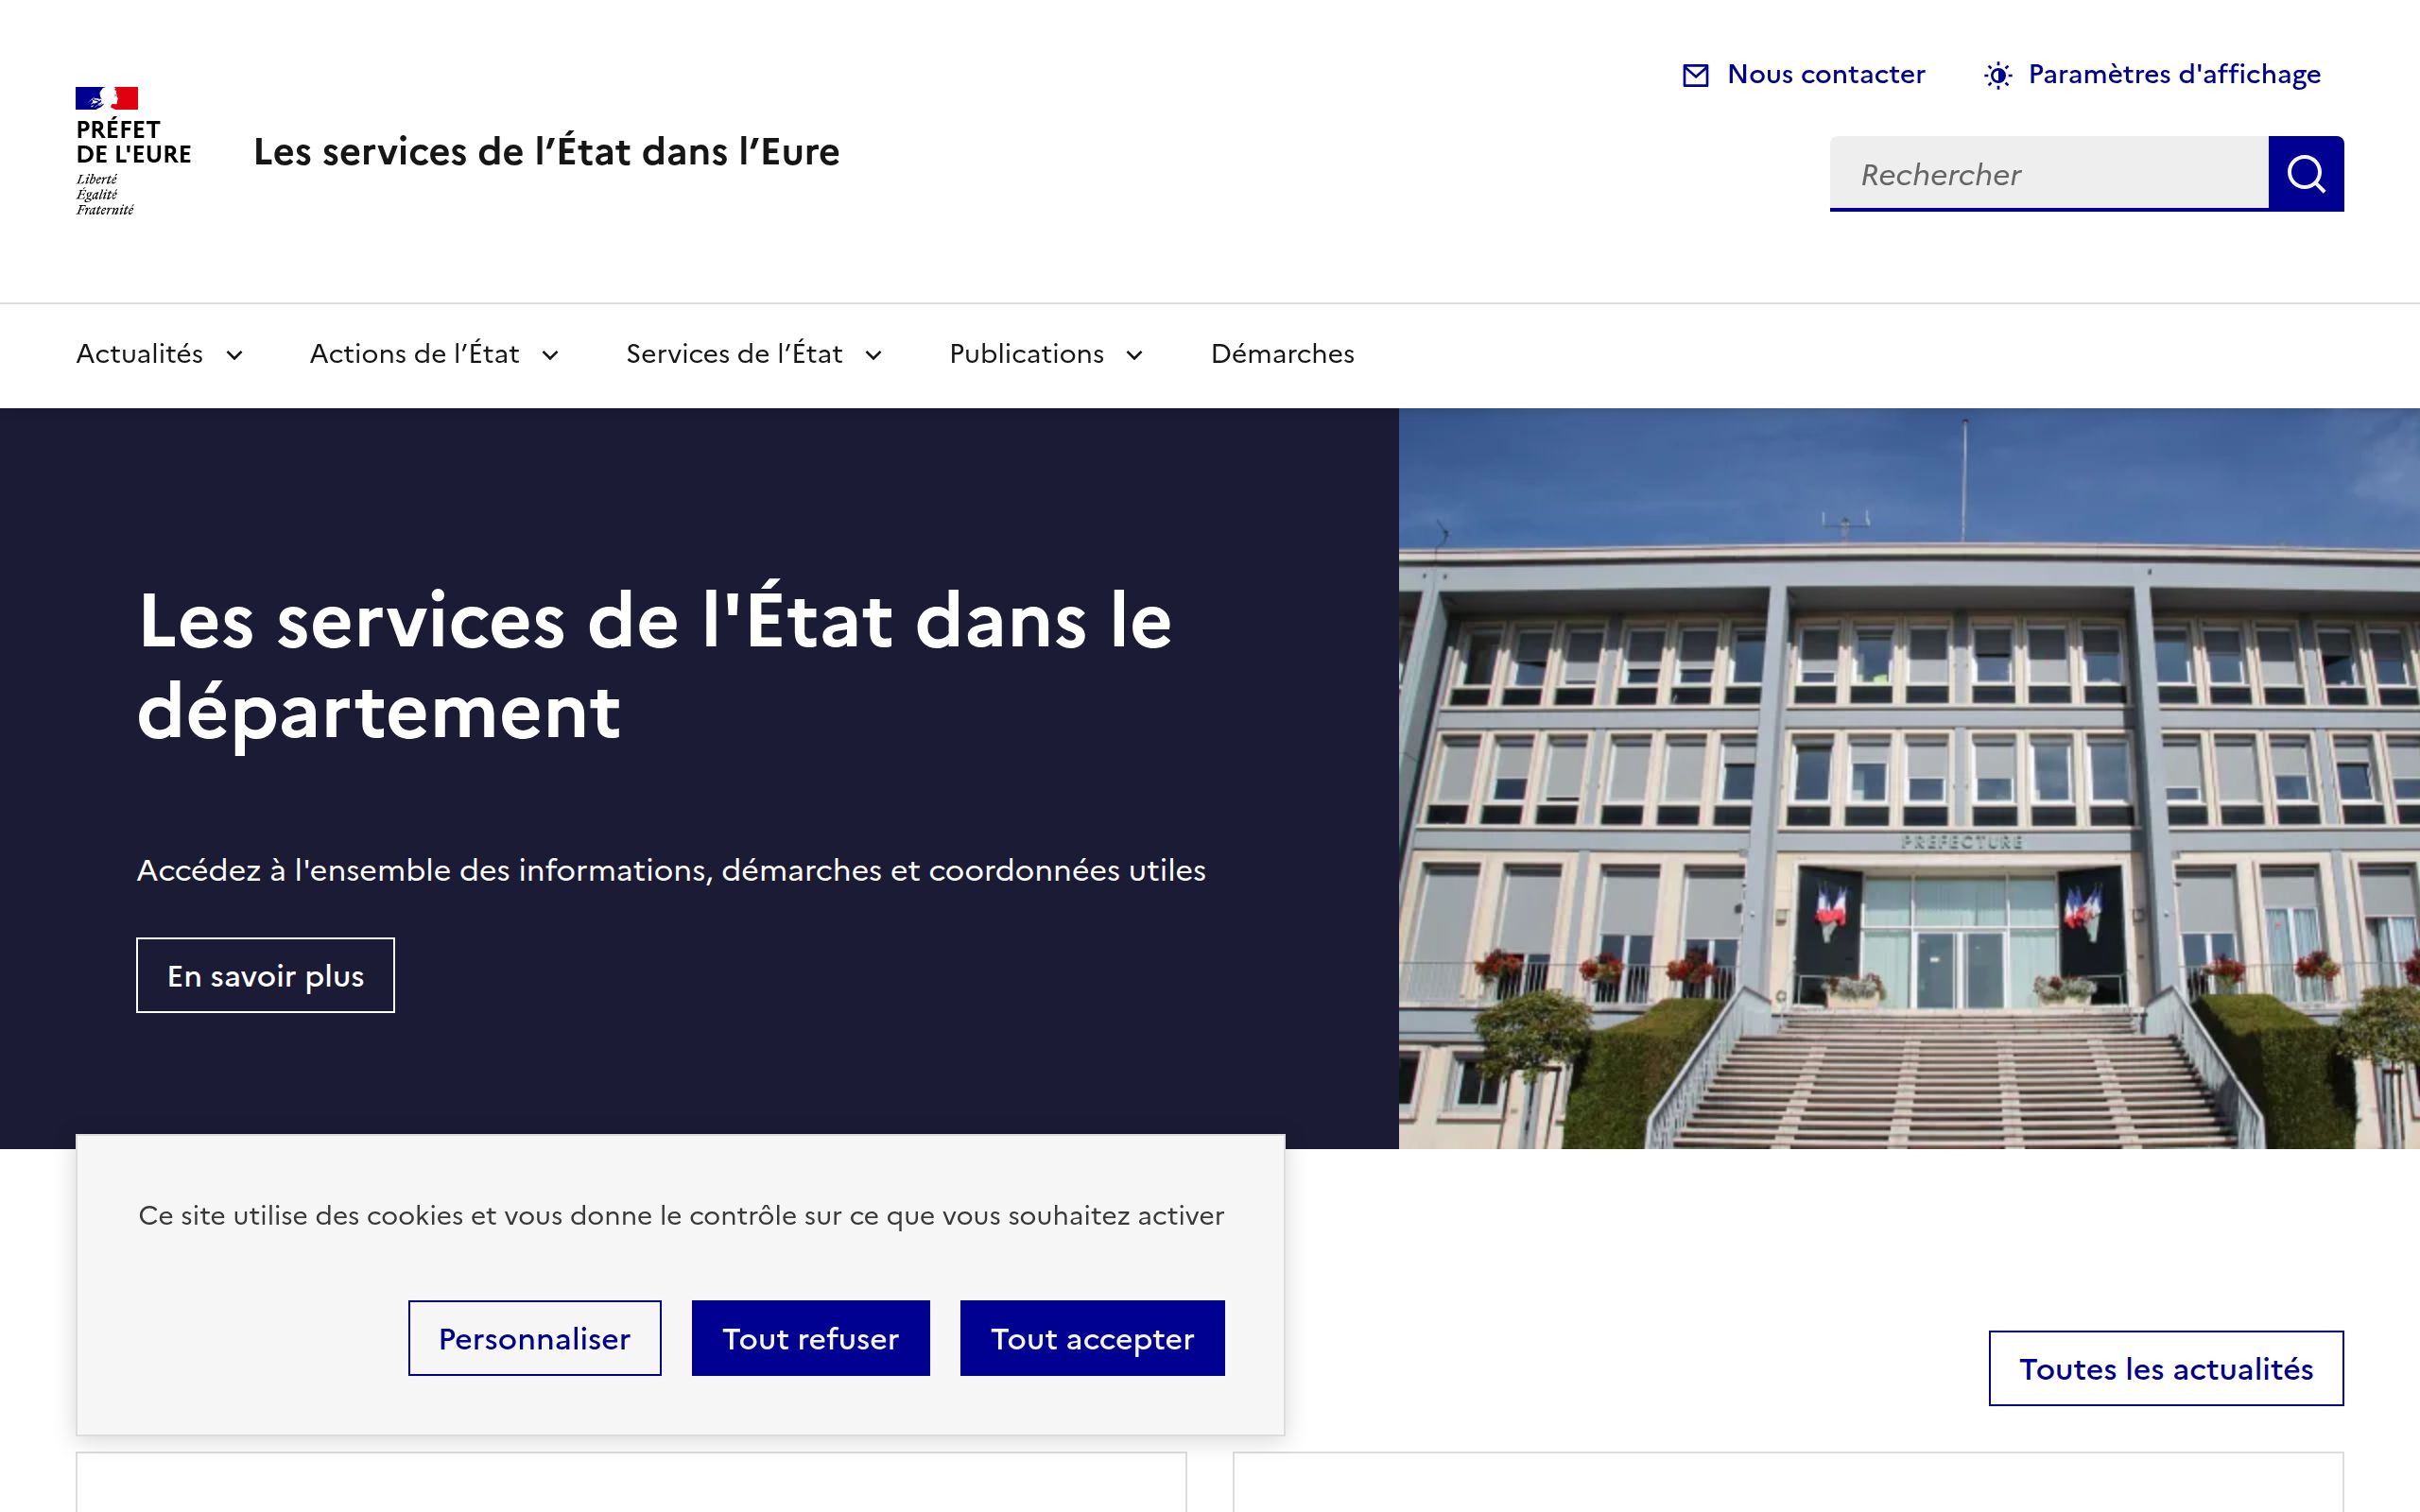 Nous contacter
Paramètres d'affichage
PRÉFET
DE L'EURE
Liberté
Égalité
Fraternité
Les services de l’État dans l’Eure
Rechercher
Actualités
Actions de l’État
Services de l’État
Publications
Démarches
Les services de l'État dans le
département
Accédez à l'ensemble des informations, démarches et coordonnées utiles
En savoir plus
PREFECTURE
Ce site utilise des cookies et vous donne le contrôle sur ce que vous souhaitez activer
Personnaliser
Tout refuser
Tout accepter
Toutes les actualités